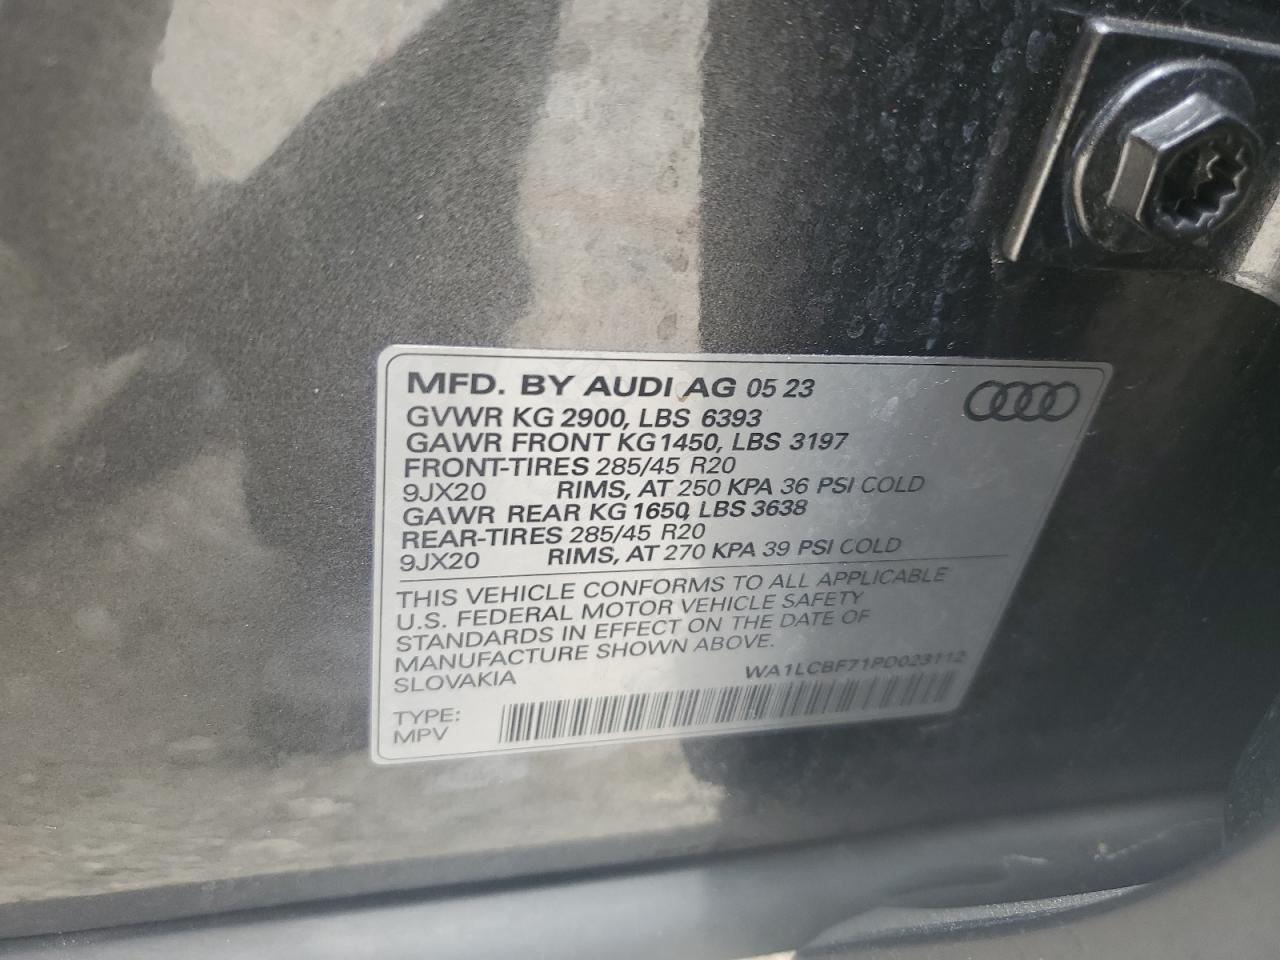 MFD. BY AUDI AG 05 23
GVWR KG 2900, LBS 6393
GAWR FRONT KG 1450, LBS 3197
FRONT-TIRES 285/45 R20
9JX20 RIMS, AT 250 KPA 36 PSI COLD
GAWR REAR KG 1650, LBS 3638
REAR-TIRES 285/45 R20
9JX20 RIMS, AT 270 KPA 39 PSI COLD
THIS VEHICLE CONFORMS TO ALL APPLICABLE
U.S. FEDERAL MOTOR VEHICLE SAFETY
STANDARDS IN EFFECT ON THE DATE OF
MANUFACTURE SHOWN ABOVE.
SLOVAKIA WA1LCBF71PD023112
TYPE:
MPV